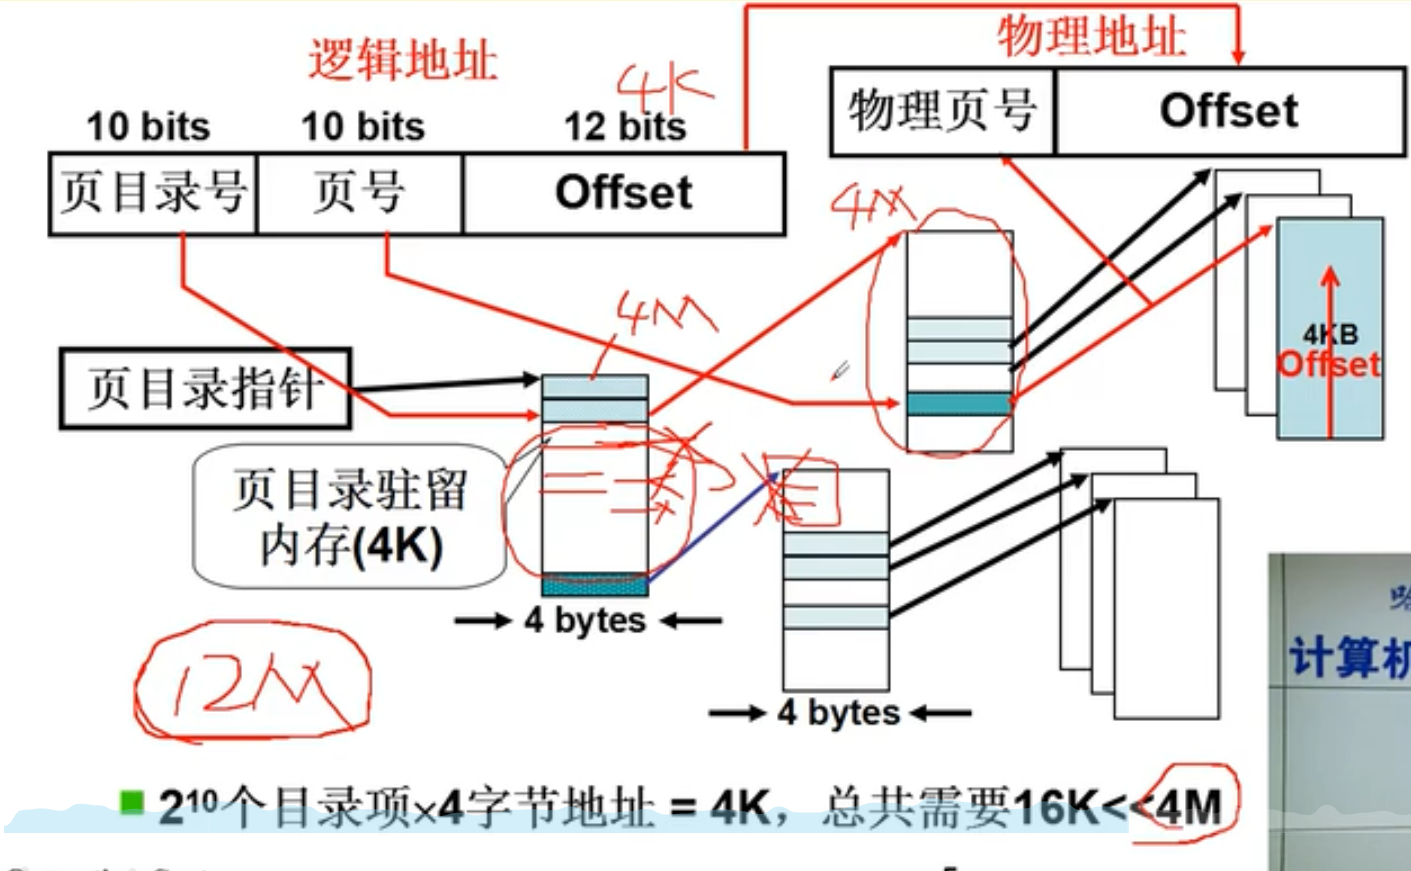 逻辑地址
4K
物理地址
10 bits 10 bits 12 bits
页目录号 页号 Offset
物理页号 Offset
4M
4M
页目录指针
4KB
Offset
页目录驻留
内存(4K)
4 bytes
12M
4 bytes
计算机
2¹⁰个目录项×4字节地址 = 4K，总共需要16K<<4M